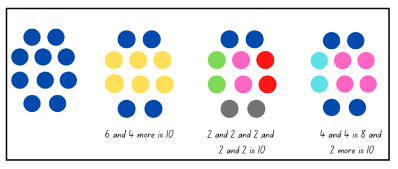 6 and 4 more is 10
2 and 2 and 2 and
2 and 2 is 10
4 and 4 is 8 and
2 more is 10